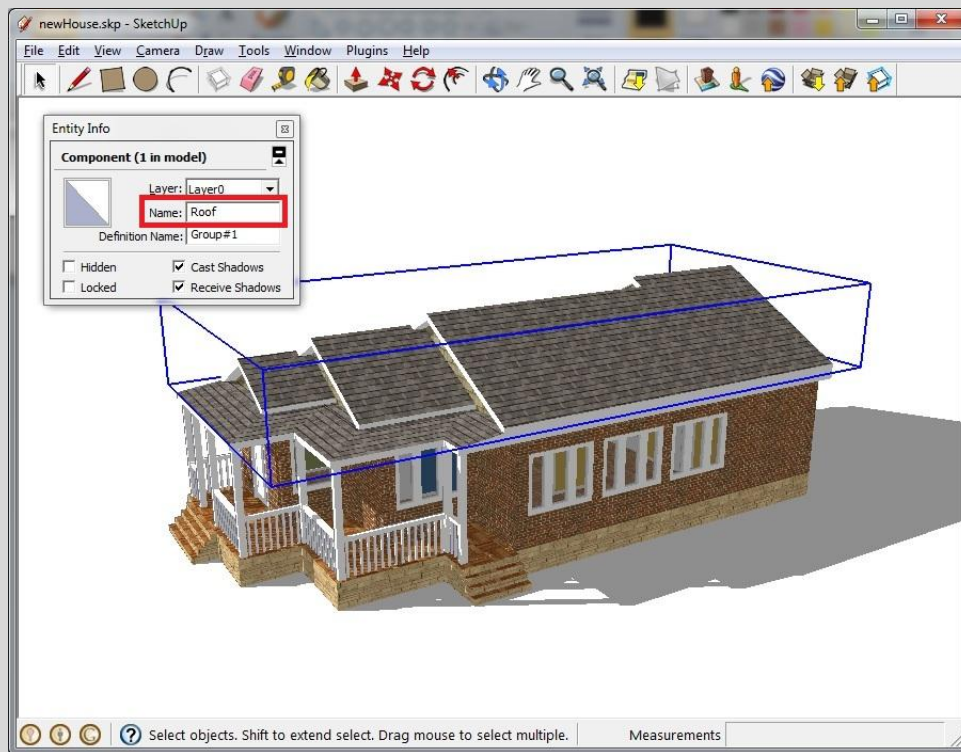 newHouse.skp - SketchUp
File Edit View Camera Draw Tools Window Plugins Help
Entity Info
Component (1 in model)
Layer: Layer0
Name: Roof
Definition Name: Group#1
Hidden Cast Shadows
Locked Receive Shadows
Select objects. Shift to extend select. Drag mouse to select multiple. Measurements